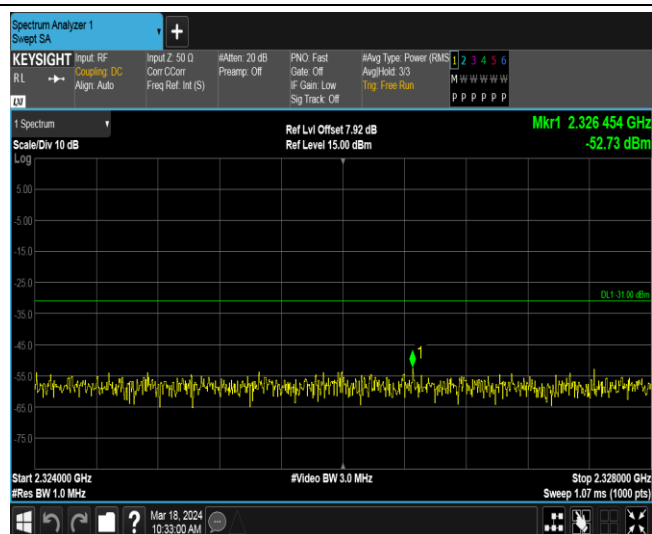 Spectrum Analyzer 1
Swept SA
+
KEYSIGHT
RL
Input: RF
Coupling: DC
Align: Auto
Input Z: 50 Ω
Corr CCorr
Freq Ref: Int (S)
#Atten: 20 dB
Preamp: Off
PNO: Fast
Gate: Off
IF Gain: Low
Sig Track: Off
#Avg Type: Power (RMS
Avg|Hold: 3/3
Trig: Free Run
1 2 3 4 5 6
M W W W W W
P P P P P P
LXI
1 Spectrum
Scale/Div 10 dB
Ref Lvl Offset 7.92 dB
Ref Level 15.00 dBm
Mkr1 2.326 454 GHz
-52.73 dBm
Log
5.00
-5.00
-15.0
-25.0
DL1 -31.00 dBm
-35.0
-45.0
1
-55.0
-65.0
-75.0
Start 2.324000 GHz
#Res BW 1.0 MHz
#Video BW 3.0 MHz
Stop 2.328000 GHz
Sweep 1.07 ms (1000 pts)
?
Mar 18, 2024
10:33:00 AM